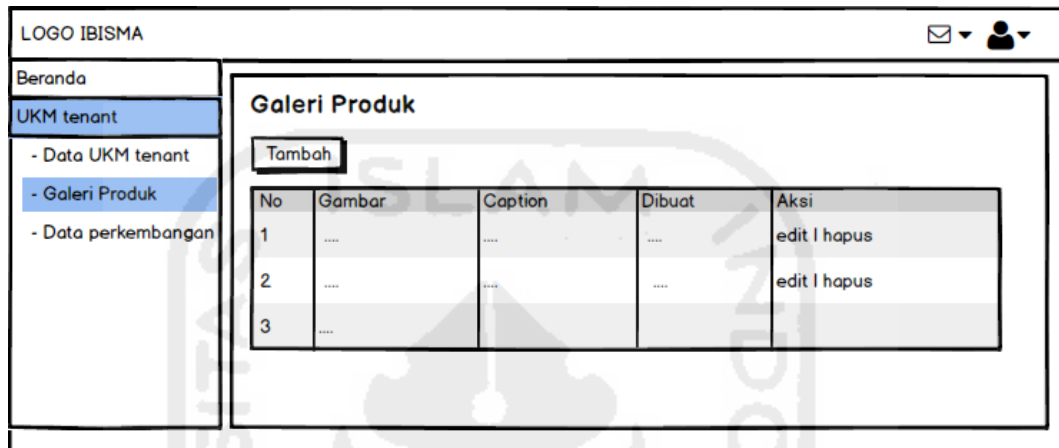 LOGO IBISMA
Beranda
UKM tenant
- Data UKM tenant
- Galeri Produk
- Data perkembangan
Galeri Produk
Tambah
No Gambar Caption Dibuat Aksi
1 .... .... .... edit | hapus
2 .... .... .... edit | hapus
3 ....
ISLAM